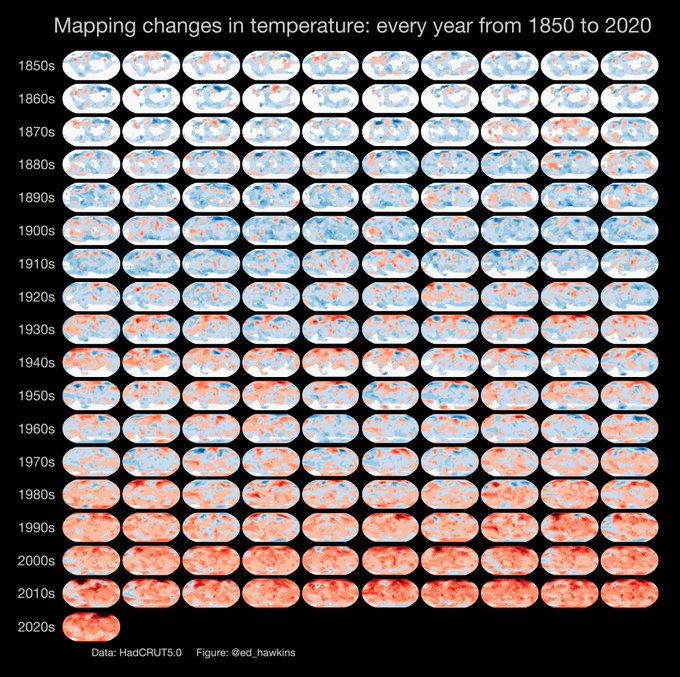 Mapping changes in temperature: every year from 1850 to 2020
1850s
1860s
1870s
1880s
1890s
1900s
1910s
1920s
1930s
1940s
1950s
1960s
1970s
1980s
1990s
2000s
2010s
2020s
Data: HadCRUT5.0 Figure: @ed_hawkins